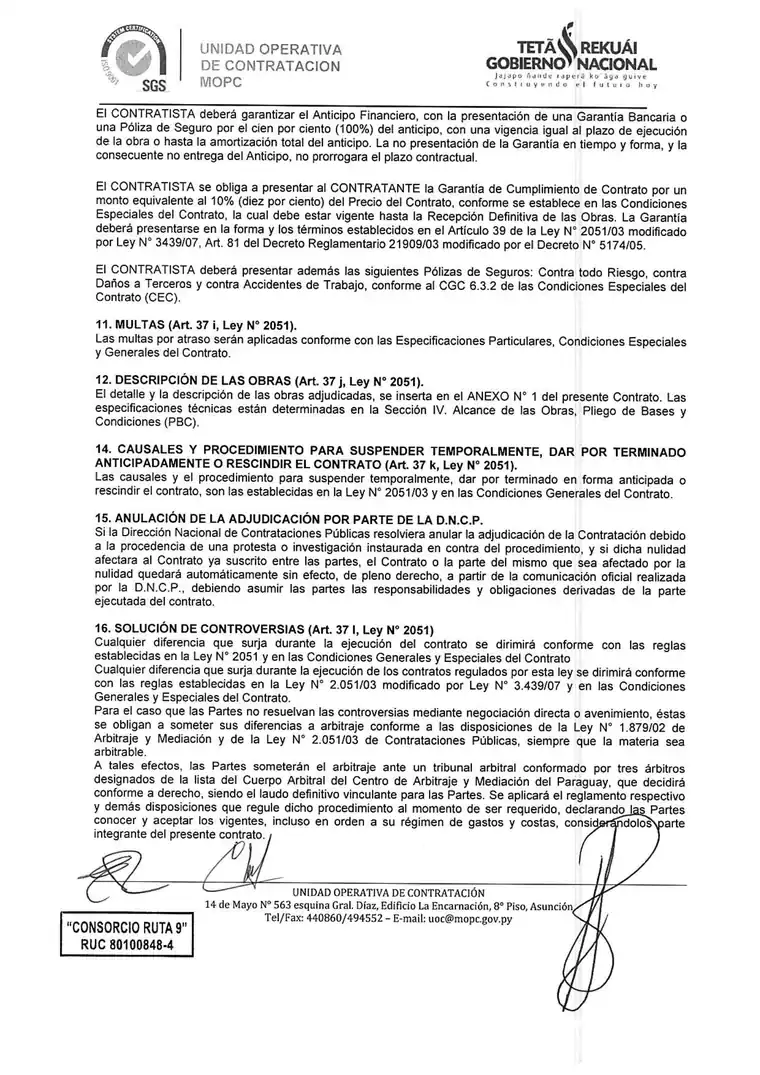 SYSTEM CERTIFICATION
ISO 9001
SGS
UNIDAD OPERATIVA
DE CONTRATACION
MOPC
TETÃ REKUÁI
GOBIERNO NACIONAL
Jajapo ñande raperã ko'ãga guive
Construyendo el futuro hoy
El CONTRATISTA deberá garantizar el Anticipo Financiero, con la presentación de una Garantía Bancaria o
una Póliza de Seguro por el cien por ciento (100%) del anticipo, con una vigencia igual al plazo de ejecución
de la obra o hasta la amortización total del anticipo. La no presentación de la Garantía en tiempo y forma, y la
consecuente no entrega del Anticipo, no prorrogara el plazo contractual.
El CONTRATISTA se obliga a presentar al CONTRATANTE la Garantía de Cumplimiento de Contrato por un
monto equivalente al 10% (diez por ciento) del Precio del Contrato, conforme se establece en las Condiciones
Especiales del Contrato, la cual debe estar vigente hasta la Recepción Definitiva de las Obras. La Garantía
deberá presentarse en la forma y los términos establecidos en el Artículo 39 de la Ley N° 2051/03 modificado
por Ley N° 3439/07, Art. 81 del Decreto Reglamentario 21909/03 modificado por el Decreto N° 5174/05.
El CONTRATISTA deberá presentar además las siguientes Pólizas de Seguros: Contra todo Riesgo, contra
Daños a Terceros y contra Accidentes de Trabajo, conforme al CGC 6.3.2 de las Condiciones Especiales del
Contrato (CEC).
11. MULTAS (Art. 37 i, Ley N° 2051).
Las multas por atraso serán aplicadas conforme con las Especificaciones Particulares, Condiciones Especiales
y Generales del Contrato.
12. DESCRIPCIÓN DE LAS OBRAS (Art. 37 j, Ley N° 2051).
El detalle y la descripción de las obras adjudicadas, se inserta en el ANEXO N° 1 del presente Contrato. Las
especificaciones técnicas están determinadas en la Sección IV. Alcance de las Obras, Pliego de Bases y
Condiciones (PBC).
14. CAUSALES Y PROCEDIMIENTO PARA SUSPENDER TEMPORALMENTE, DAR POR TERMINADO
ANTICIPADAMENTE O RESCINDIR EL CONTRATO (Art. 37 k, Ley N° 2051).
Las causales y el procedimiento para suspender temporalmente, dar por terminado en forma anticipada o
rescindir el contrato, son las establecidas en la Ley N° 2051/03 y en las Condiciones Generales del Contrato.
15. ANULACIÓN DE LA ADJUDICACIÓN POR PARTE DE LA D.N.C.P.
Si la Dirección Nacional de Contrataciones Públicas resolviera anular la adjudicación de la Contratación debido
a la procedencia de una protesta o investigación instaurada en contra del procedimiento, y si dicha nulidad
afectara al Contrato ya suscrito entre las partes, el Contrato o la parte del mismo que sea afectado por la
nulidad quedará automáticamente sin efecto, de pleno derecho, a partir de la comunicación oficial realizada
por la D.N.C.P., debiendo asumir las partes las responsabilidades y obligaciones derivadas de la parte
ejecutada del contrato.
16. SOLUCIÓN DE CONTROVERSIAS (Art. 37 l, Ley N° 2051)
Cualquier diferencia que surja durante la ejecución del contrato se dirimirá conforme con las reglas
establecidas en la Ley N° 2051 y en las Condiciones Generales y Especiales del Contrato
Cualquier diferencia que surja durante la ejecución de los contratos regulados por esta ley se dirimirá conforme
con las reglas establecidas en la Ley N° 2.051/03 modificado por Ley N° 3.439/07 y en las Condiciones
Generales y Especiales del Contrato.
Para el caso que las Partes no resuelvan las controversias mediante negociación directa o avenimiento, éstas
se obligan a someter sus diferencias a arbitraje conforme a las disposiciones de la Ley N° 1.879/02 de
Arbitraje y Mediación y de la Ley N° 2.051/03 de Contrataciones Públicas, siempre que la materia sea
arbitrable.
A tales efectos, las Partes someterán el arbitraje ante un tribunal arbitral conformado por tres árbitros
designados de la lista del Cuerpo Arbitral del Centro de Arbitraje y Mediación del Paraguay, que decidirá
conforme a derecho, siendo el laudo definitivo vinculante para las Partes. Se aplicará el reglamento respectivo
y demás disposiciones que regule dicho procedimiento al momento de ser requerido, declarando las Partes
conocer y aceptar los vigentes, incluso en orden a su régimen de gastos y costas, considerándolos parte
integrante del presente contrato.
UNIDAD OPERATIVA DE CONTRATACIÓN
14 de Mayo N° 563 esquina Gral. Díaz, Edificio La Encarnación, 8° Piso, Asunción
Tel/Fax: 440860/494552 – E-mail: uoc@mopc.gov.py
"CONSORCIO RUTA 9"
RUC 80100848-4